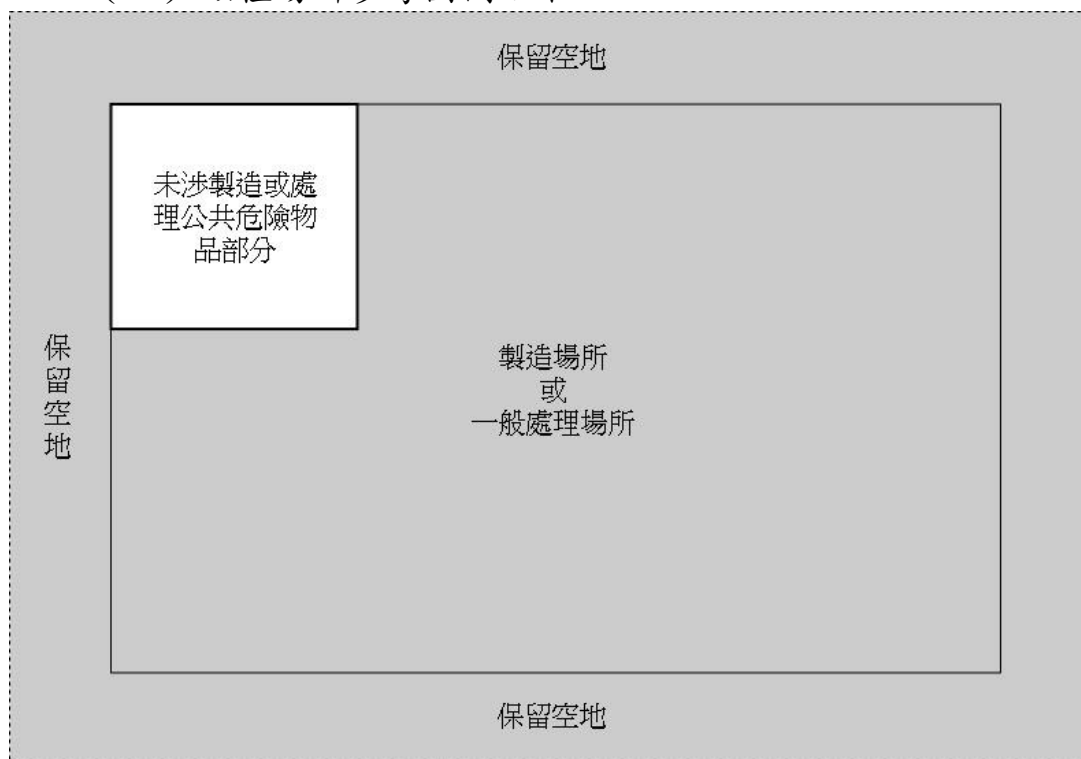 保留空地
未涉製造或處
理公共危險物
品部分
保
留
空
地
製造場所
或
一般處理場所
保留空地